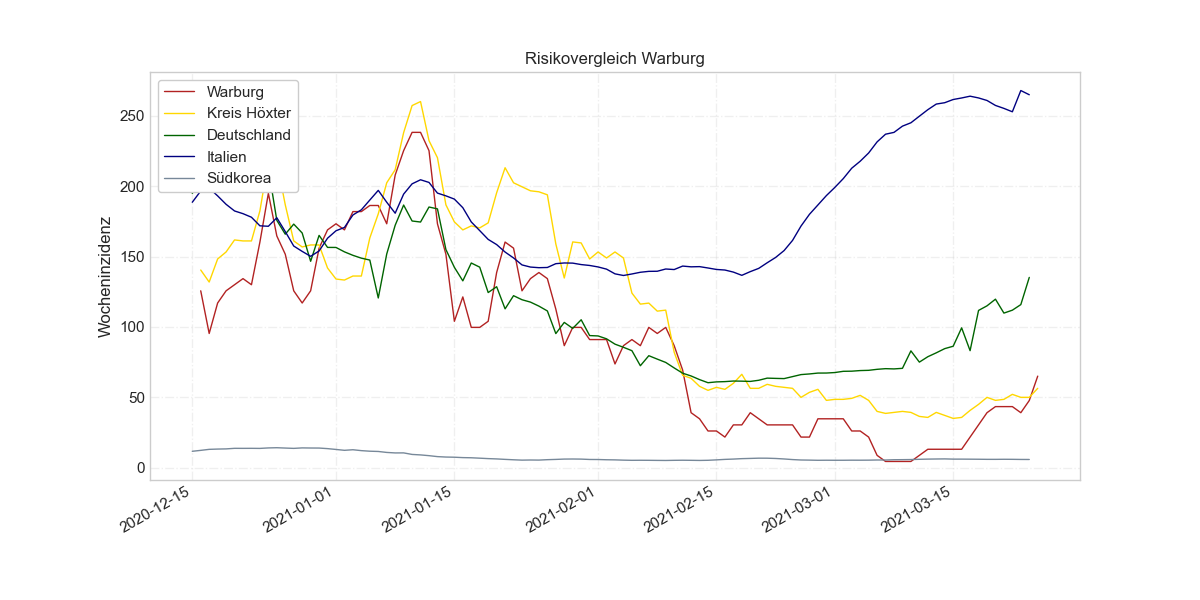 Risikovergleich Warburg
Warburg
Kreis Höxter
Deutschland
Italien
Südkorea
Wocheninzidenz
250
200
150
100
50
0
2020-12-15
2021-01-01
2021-01-15
2021-02-01
2021-02-15
2021-03-01
2021-03-15